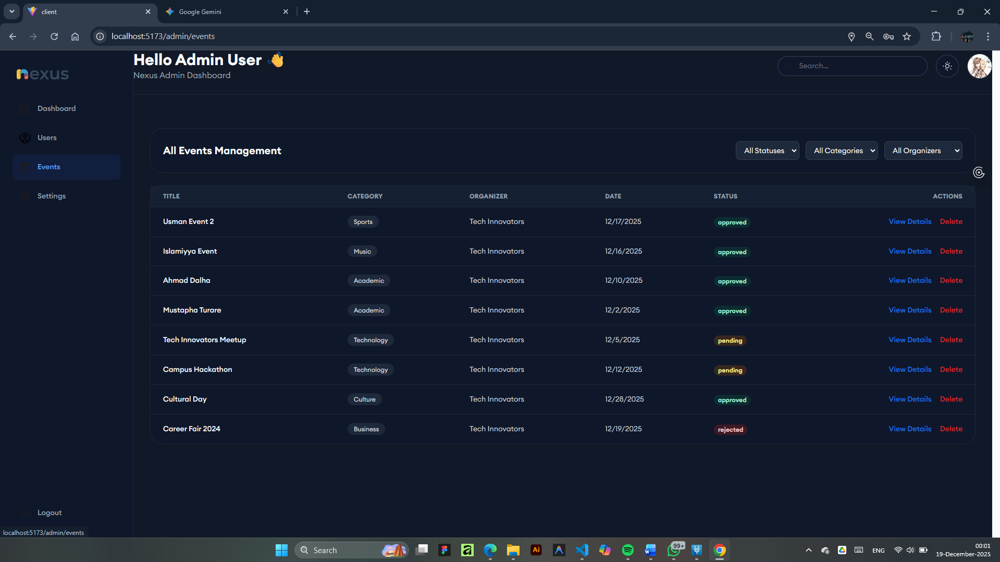 client
Google Gemini
localhost:5173/admin/events
nexus
Hello Admin User 👋
Nexus Admin Dashboard
Search...
Dashboard
Users
Events
Settings
All Events Management
All Statuses
All Categories
All Organizers
TITLE CATEGORY ORGANIZER DATE STATUS ACTIONS
Usman Event 2 Sports Tech Innovators 12/17/2025 approved View Details Delete
Islamiyya Event Music Tech Innovators 12/16/2025 approved View Details Delete
Ahmad Dalha Academic Tech Innovators 12/10/2025 approved View Details Delete
Mustapha Turare Academic Tech Innovators 12/2/2025 approved View Details Delete
Tech Innovators Meetup Technology Tech Innovators 12/5/2025 pending View Details Delete
Campus Hackathon Technology Tech Innovators 12/12/2025 pending View Details Delete
Cultural Day Culture Tech Innovators 12/28/2025 approved View Details Delete
Career Fair 2024 Business Tech Innovators 12/19/2025 rejected View Details Delete
Logout
localhost:5173/admin/events
Search
Ai
W
99+
ENG
00:01
19-December-2025